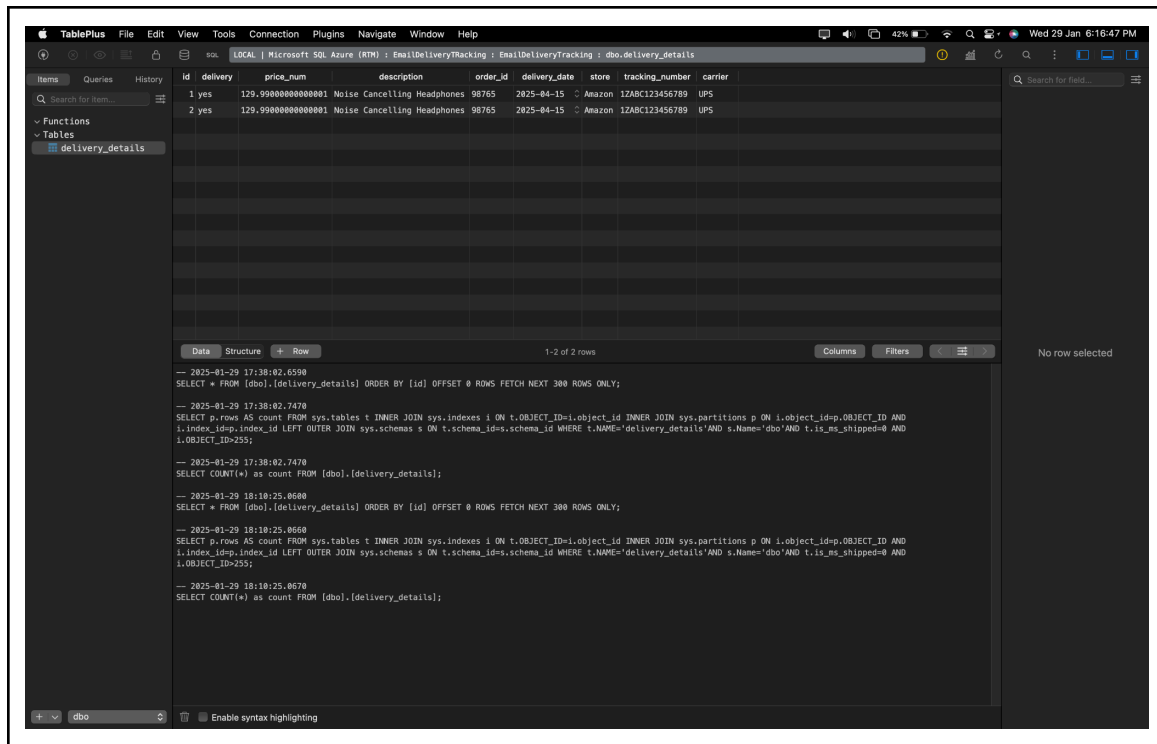 TablePlus File Edit View Tools Connection Plugins Navigate Window Help 42% Wed 29 Jan 6:16:47 PM
SQL LOCAL | Microsoft SQL Azure (RTM) : EmailDeliveryTRacking : EmailDeliveryTracking : dbo.delivery_details
Items Queries History
Search for item...
Functions
Tables
delivery_details
id delivery price_num description order_id delivery_date store tracking_number carrier
1 yes 129.99000000000001 Noise Cancelling Headphones 98765 2025-04-15 Amazon 1ZABC123456789 UPS
2 yes 129.99000000000001 Noise Cancelling Headphones 98765 2025-04-15 Amazon 1ZABC123456789 UPS
Search for field...
No row selected
Data Structure + Row 1-2 of 2 rows Columns Filters
-- 2025-01-29 17:38:02.6590
SELECT * FROM [dbo].[delivery_details] ORDER BY [id] OFFSET 0 ROWS FETCH NEXT 300 ROWS ONLY;
-- 2025-01-29 17:38:02.7470
SELECT p.rows AS count FROM sys.tables t INNER JOIN sys.indexes i ON t.OBJECT_ID=i.object_id INNER JOIN sys.partitions p ON i.object_id=p.OBJECT_ID AND
i.index_id=p.index_id LEFT OUTER JOIN sys.schemas s ON t.schema_id=s.schema_id WHERE t.NAME='delivery_details'AND s.Name='dbo'AND t.is_ms_shipped=0 AND
i.OBJECT_ID>255;
-- 2025-01-29 17:38:02.7470
SELECT COUNT(*) as count FROM [dbo].[delivery_details];
-- 2025-01-29 18:10:25.0600
SELECT * FROM [dbo].[delivery_details] ORDER BY [id] OFFSET 0 ROWS FETCH NEXT 300 ROWS ONLY;
-- 2025-01-29 18:10:25.0660
SELECT p.rows AS count FROM sys.tables t INNER JOIN sys.indexes i ON t.OBJECT_ID=i.object_id INNER JOIN sys.partitions p ON i.object_id=p.OBJECT_ID AND
i.index_id=p.index_id LEFT OUTER JOIN sys.schemas s ON t.schema_id=s.schema_id WHERE t.NAME='delivery_details'AND s.Name='dbo'AND t.is_ms_shipped=0 AND
i.OBJECT_ID>255;
-- 2025-01-29 18:10:25.0670
SELECT COUNT(*) as count FROM [dbo].[delivery_details];
+ dbo Enable syntax highlighting